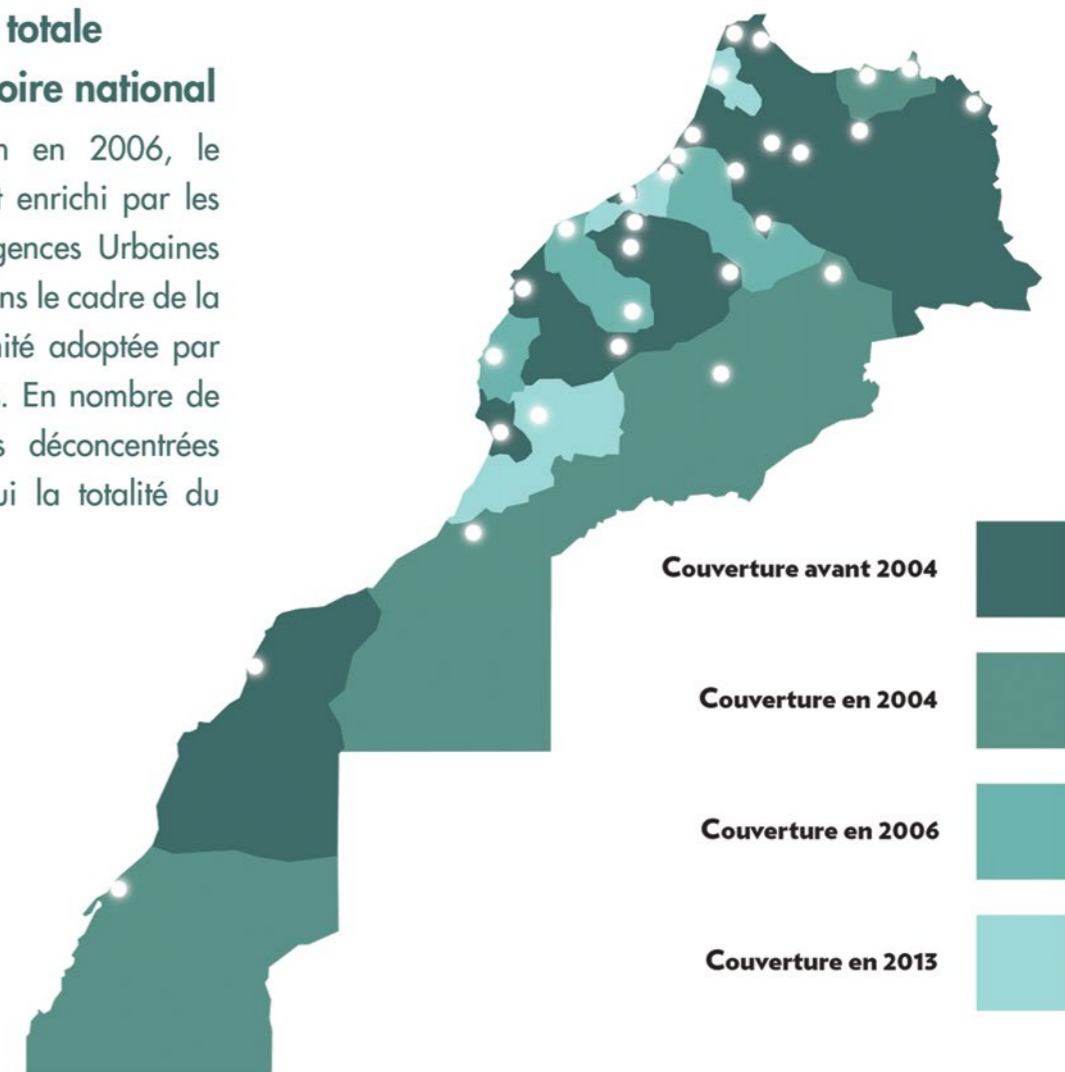 totale
oire national
n en 2006, le
t enrichi par les
gences Urbaines
ns le cadre de la
nité adoptée par
. En nombre de
s déconcentrées
ui la totalité du
Couverture avant 2004
Couverture en 2004
Couverture en 2006
Couverture en 2013